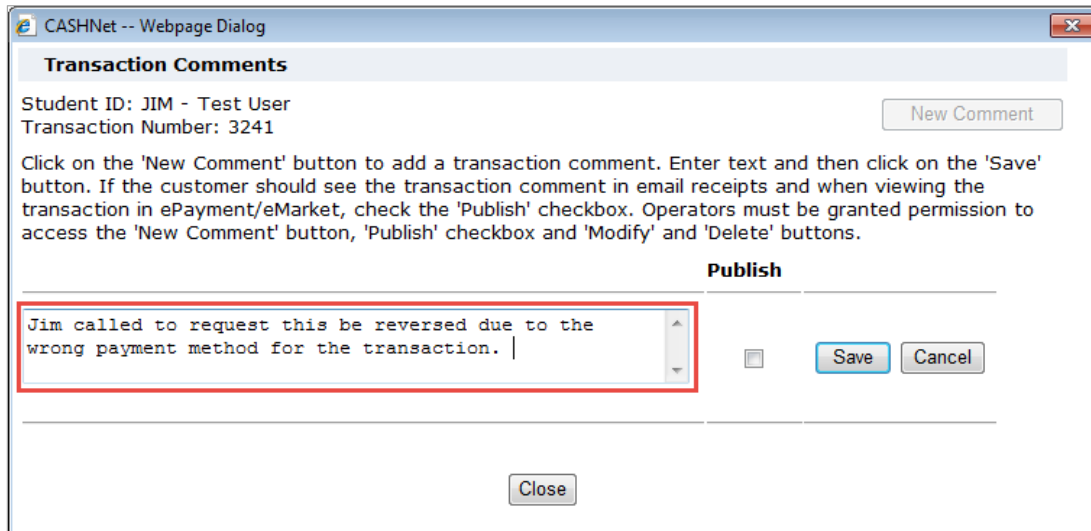 CASHNet -- Webpage Dialog
Transaction Comments
Student ID: JIM - Test User
Transaction Number: 3241
New Comment
Click on the 'New Comment' button to add a transaction comment. Enter text and then click on the 'Save'
button. If the customer should see the transaction comment in email receipts and when viewing the
transaction in ePayment/eMarket, check the 'Publish' checkbox. Operators must be granted permission to
access the 'New Comment' button, 'Publish' checkbox and 'Modify' and 'Delete' buttons.
Publish
Jim called to request this be reversed due to the
wrong payment method for the transaction.
Save Cancel
Close